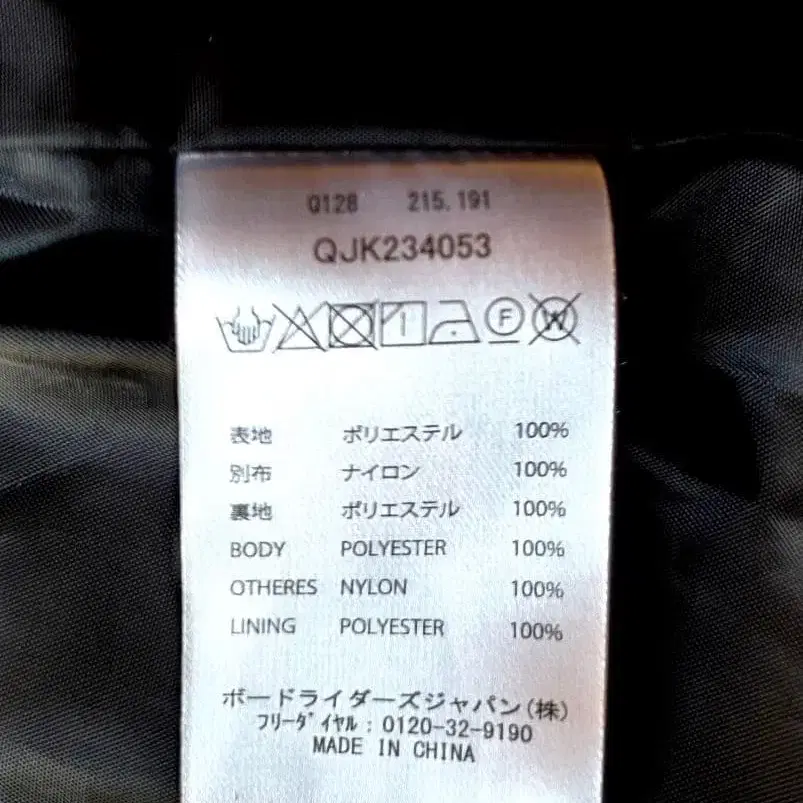 Q128 215.191
QJK234053
F W
表地 ポリエステル 100%
別布 ナイロン 100%
裏地 ポリエステル 100%
BODY POLYESTER 100%
OTHERES NYLON 100%
LINING POLYESTER 100%
ボードライダーズジャパン(株)
フリーダイヤル : 0120-32-9190
MADE IN CHINA